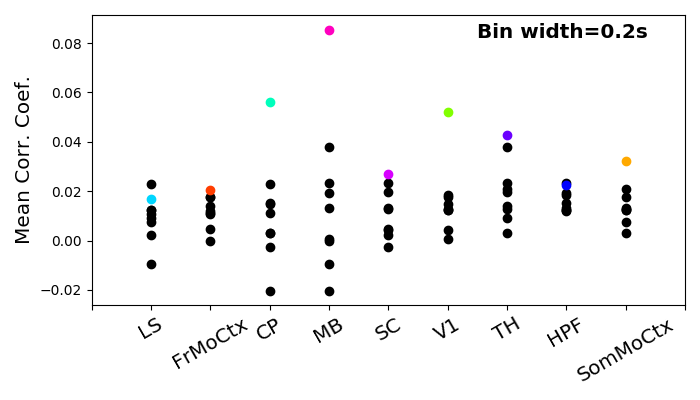 Bin width=0.2s
Mean Corr. Coef.
0.08
0.06
0.04
0.02
0.00
−0.02
LS
FrMoCtx
CP
MB
SC
V1
TH
HPF
SomMoCtx